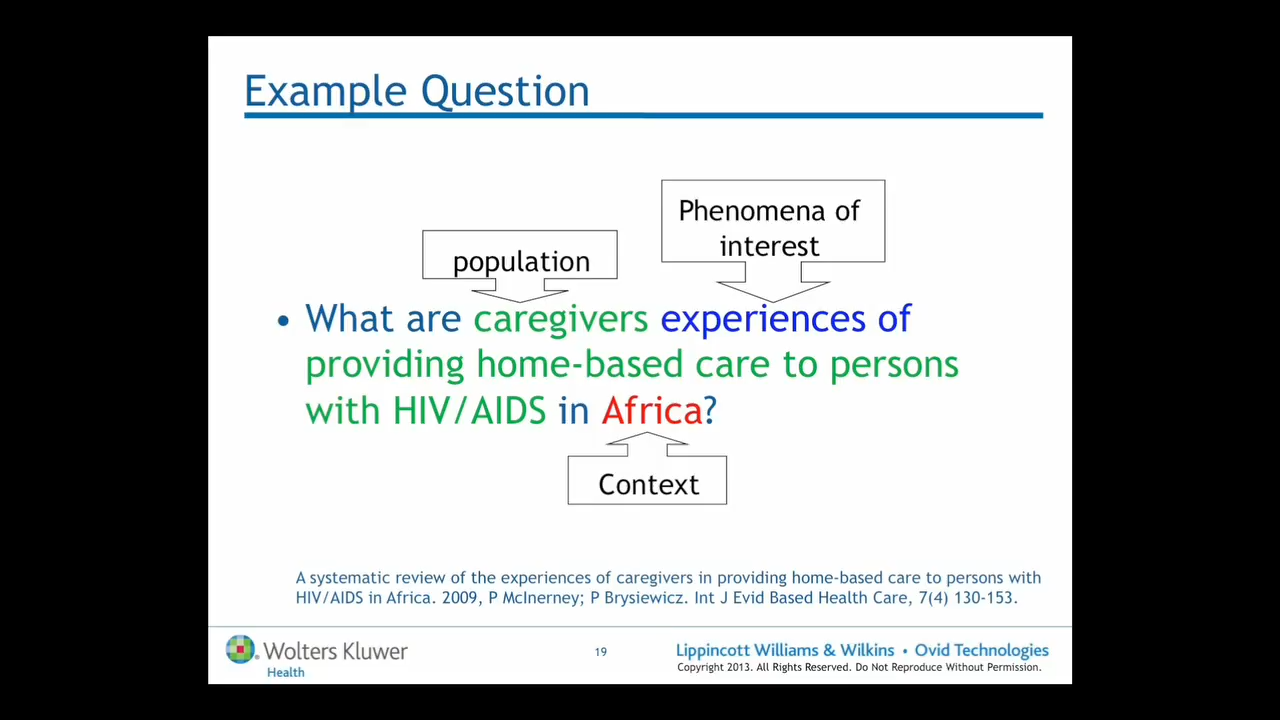 Example Question
Phenomena of
interest
population
• What are caregivers experiences of
providing home-based care to persons
with HIV/AIDS in Africa?
Context
A systematic review of the experiences of caregivers in providing home-based care to persons with
HIV/AIDS in Africa. 2009, P McInerney; P Brysiewicz. Int J Evid Based Health Care, 7(4) 130-153.
Wolters Kluwer
Health
19
Lippincott Williams & Wilkins • Ovid Technologies
Copyright 2013. All Rights Reserved. Do Not Reproduce Without Permission.